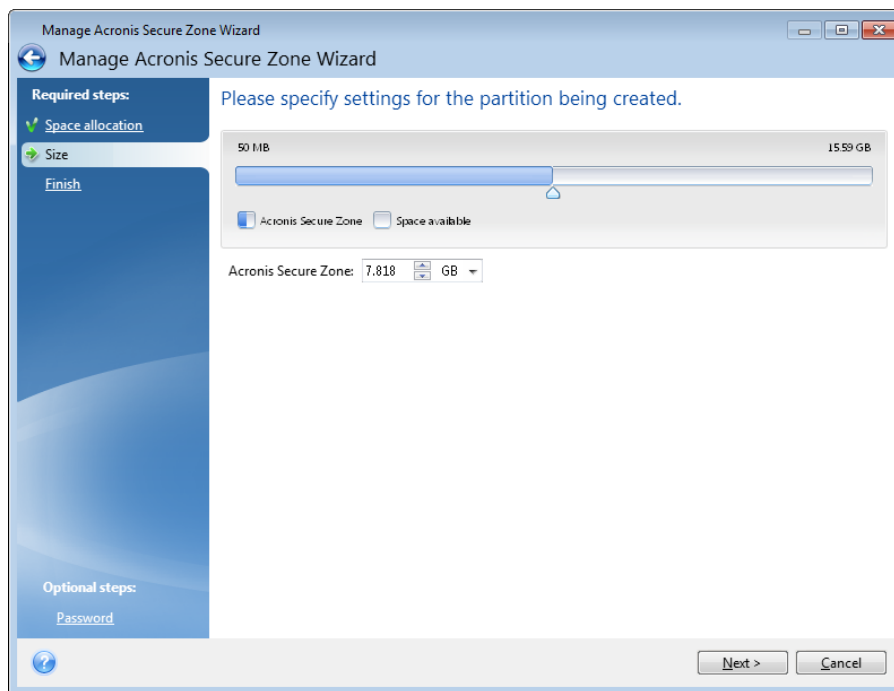 Manage Acronis Secure Zone Wizard
Manage Acronis Secure Zone Wizard
Required steps:
Space allocation
Size
Finish
Please specify settings for the partition being created.
50 MB 15.59 GB
Acronis Secure Zone Space available
Acronis Secure Zone: 7.818 GB
Optional steps:
Password
? Next > Cancel